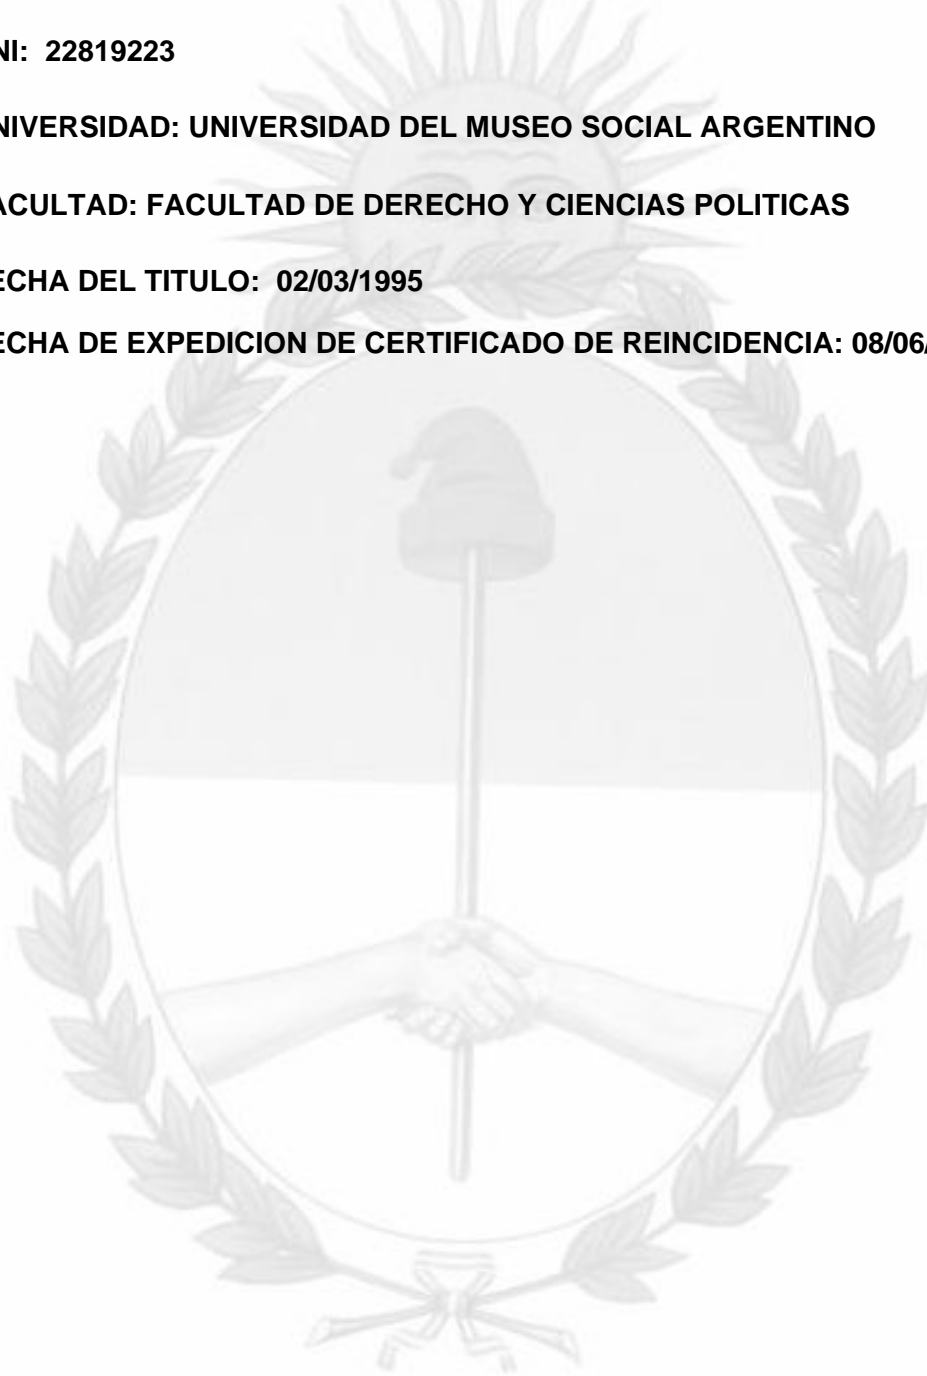 NI: 22819223
NIVERSIDAD: UNIVERSIDAD DEL MUSEO SOCIAL ARGENTINO
ACULTAD: FACULTAD DE DERECHO Y CIENCIAS POLITICAS
ECHA DEL TITULO: 02/03/1995
ECHA DE EXPEDICION DE CERTIFICADO DE REINCIDENCIA: 08/06/